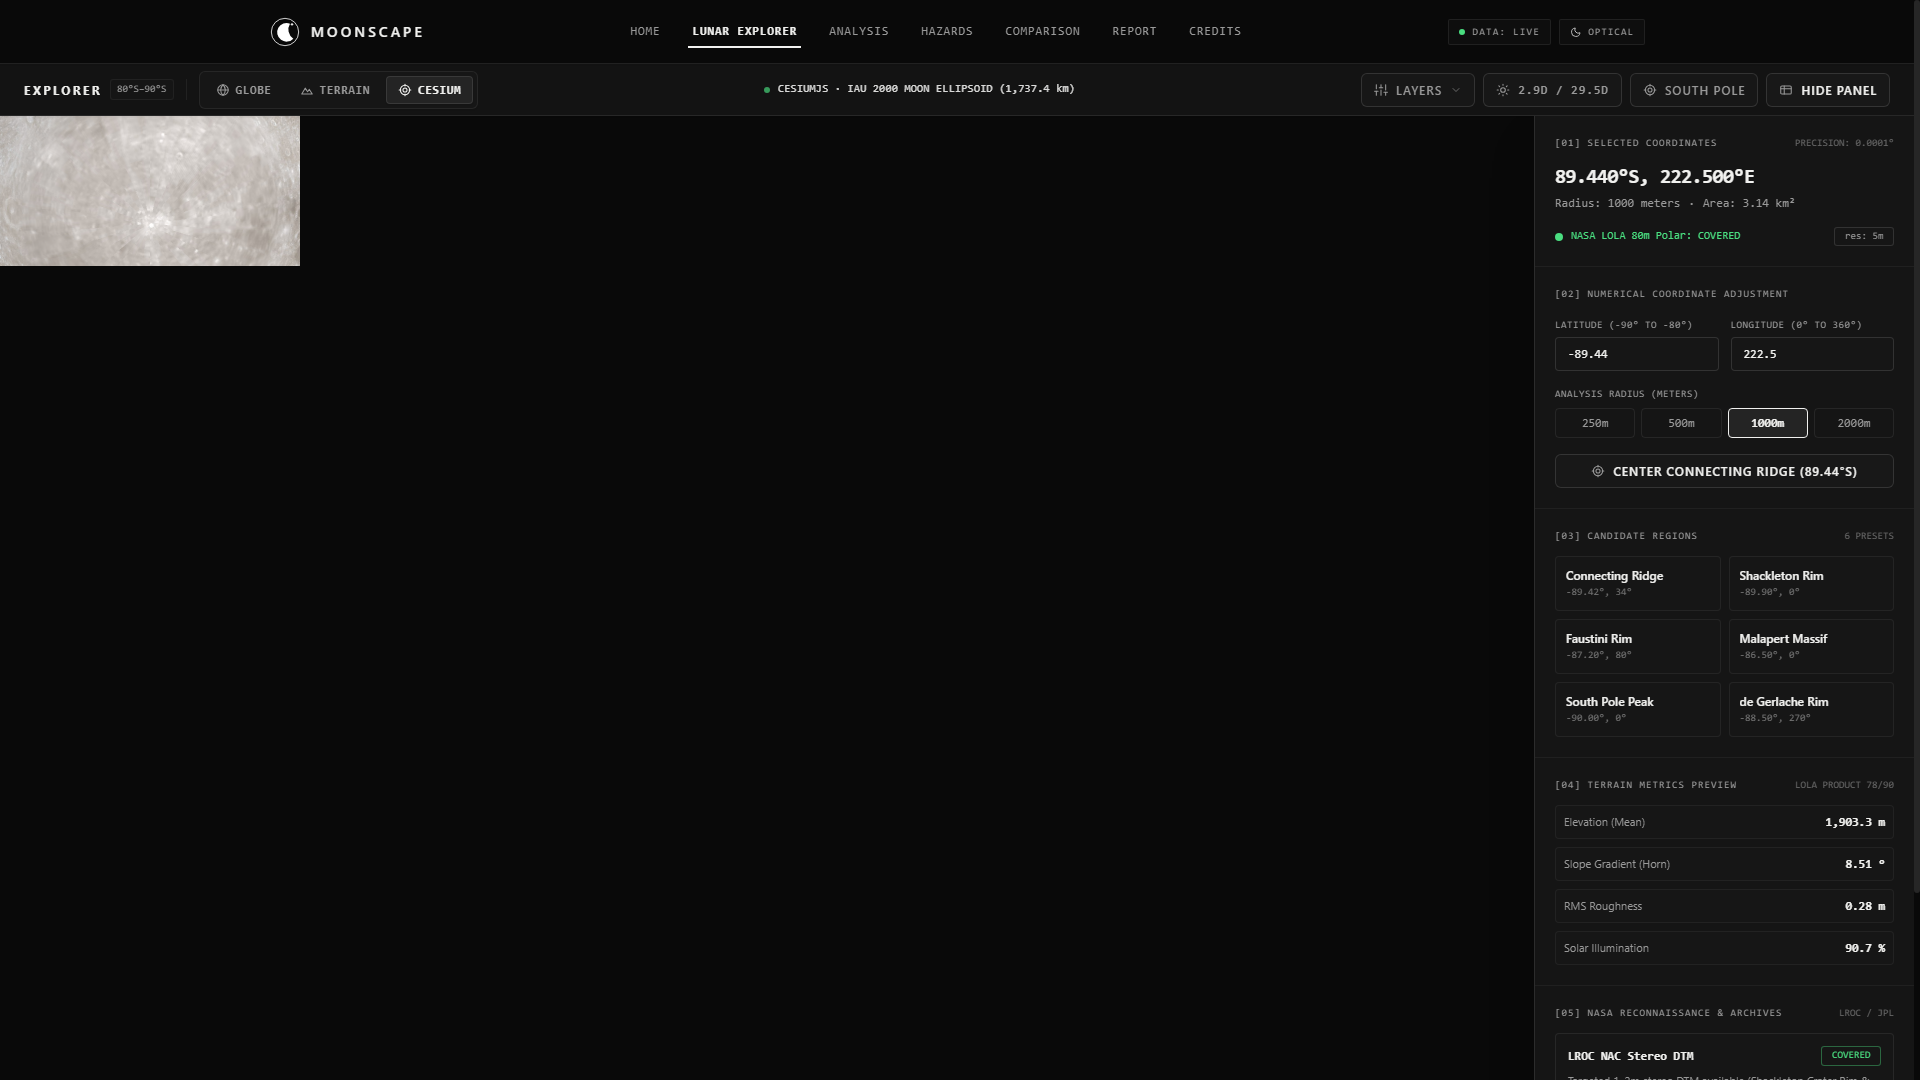 MOONSCAPE
HOME LUNAR EXPLORER ANALYSIS HAZARDS COMPARISON REPORT CREDITS
DATA: LIVE
OPTICAL
EXPLORER 80°S–90°S GLOBE TERRAIN CESIUM
CESIUMJS · IAU 2000 MOON ELLIPSOID (1,737.4 km)
LAYERS 2.9D / 29.5D SOUTH POLE HIDE PANEL
[01] SELECTED COORDINATES PRECISION: 0.0001°
89.440°S, 222.500°E
Radius: 1000 meters · Area: 3.14 km²
NASA LOLA 80m Polar: COVERED res: 5m
[02] NUMERICAL COORDINATE ADJUSTMENT
LATITUDE (-90° TO -80°) LONGITUDE (0° TO 360°)
-89.44 222.5
ANALYSIS RADIUS (METERS)
250m 500m 1000m 2000m
CENTER CONNECTING RIDGE (89.44°S)
[03] CANDIDATE REGIONS 6 PRESETS
Connecting Ridge Shackleton Rim
-89.42°, 34° -89.90°, 0°
Faustini Rim Malapert Massif
-87.20°, 80° -86.50°, 0°
South Pole Peak de Gerlache Rim
-90.00°, 0° -88.50°, 270°
[04] TERRAIN METRICS PREVIEW LOLA PRODUCT 78/90
Elevation (Mean) 1,903.3 m
Slope Gradient (Horn) 8.51 °
RMS Roughness 0.28 m
Solar Illumination 90.7 %
[05] NASA RECONNAISSANCE & ARCHIVES LROC / JPL
LROC NAC Stereo DTM COVERED